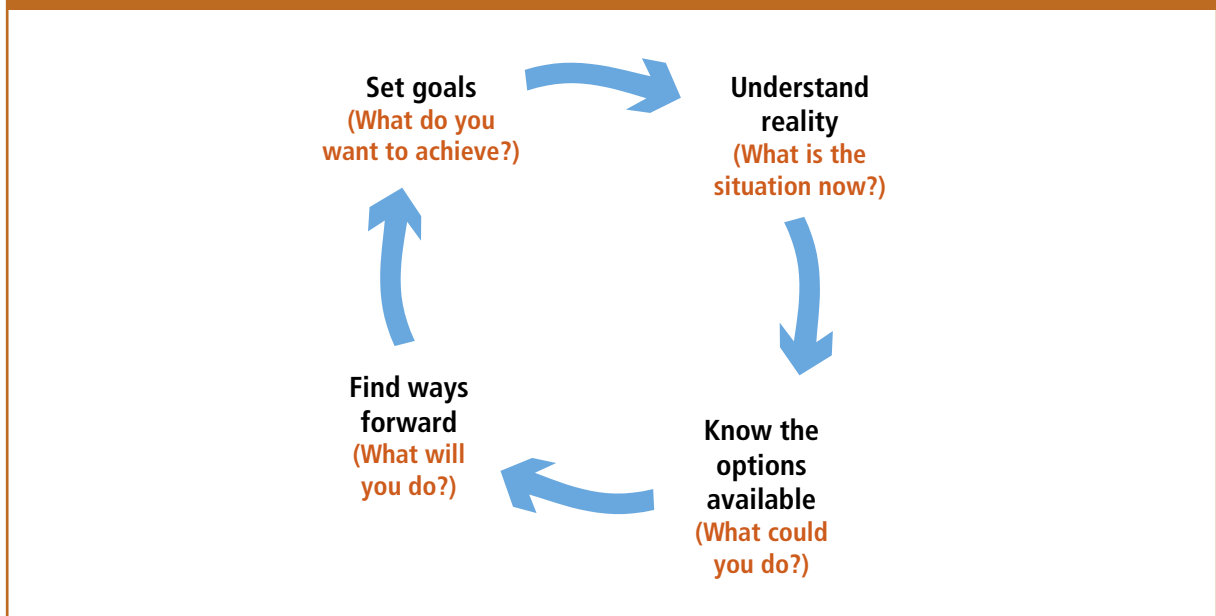 Set goals
(What do you
want to achieve?)
Understand
reality
(What is the
situation now?)
Know the
options
available
(What could
you do?)
Find ways
forward
(What will
you do?)